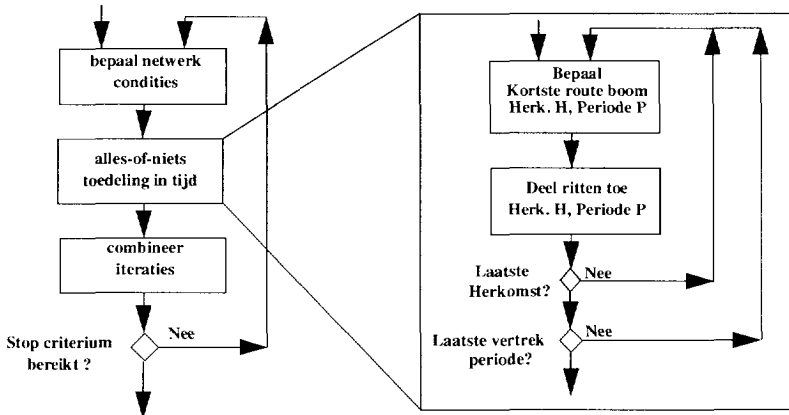 bepaal netwerk
condities
alles-of-niets
toedeling in tijd
combineer
iteraties
Stop criterium
bereikt ?
Nee
Bepaal
Kortste route boom
Herk. H, Periode P
Deel ritten toe
Herk. H, Periode P
Laatste
Herkomst?
Nee
Laatste vertrek
periode?
Nee